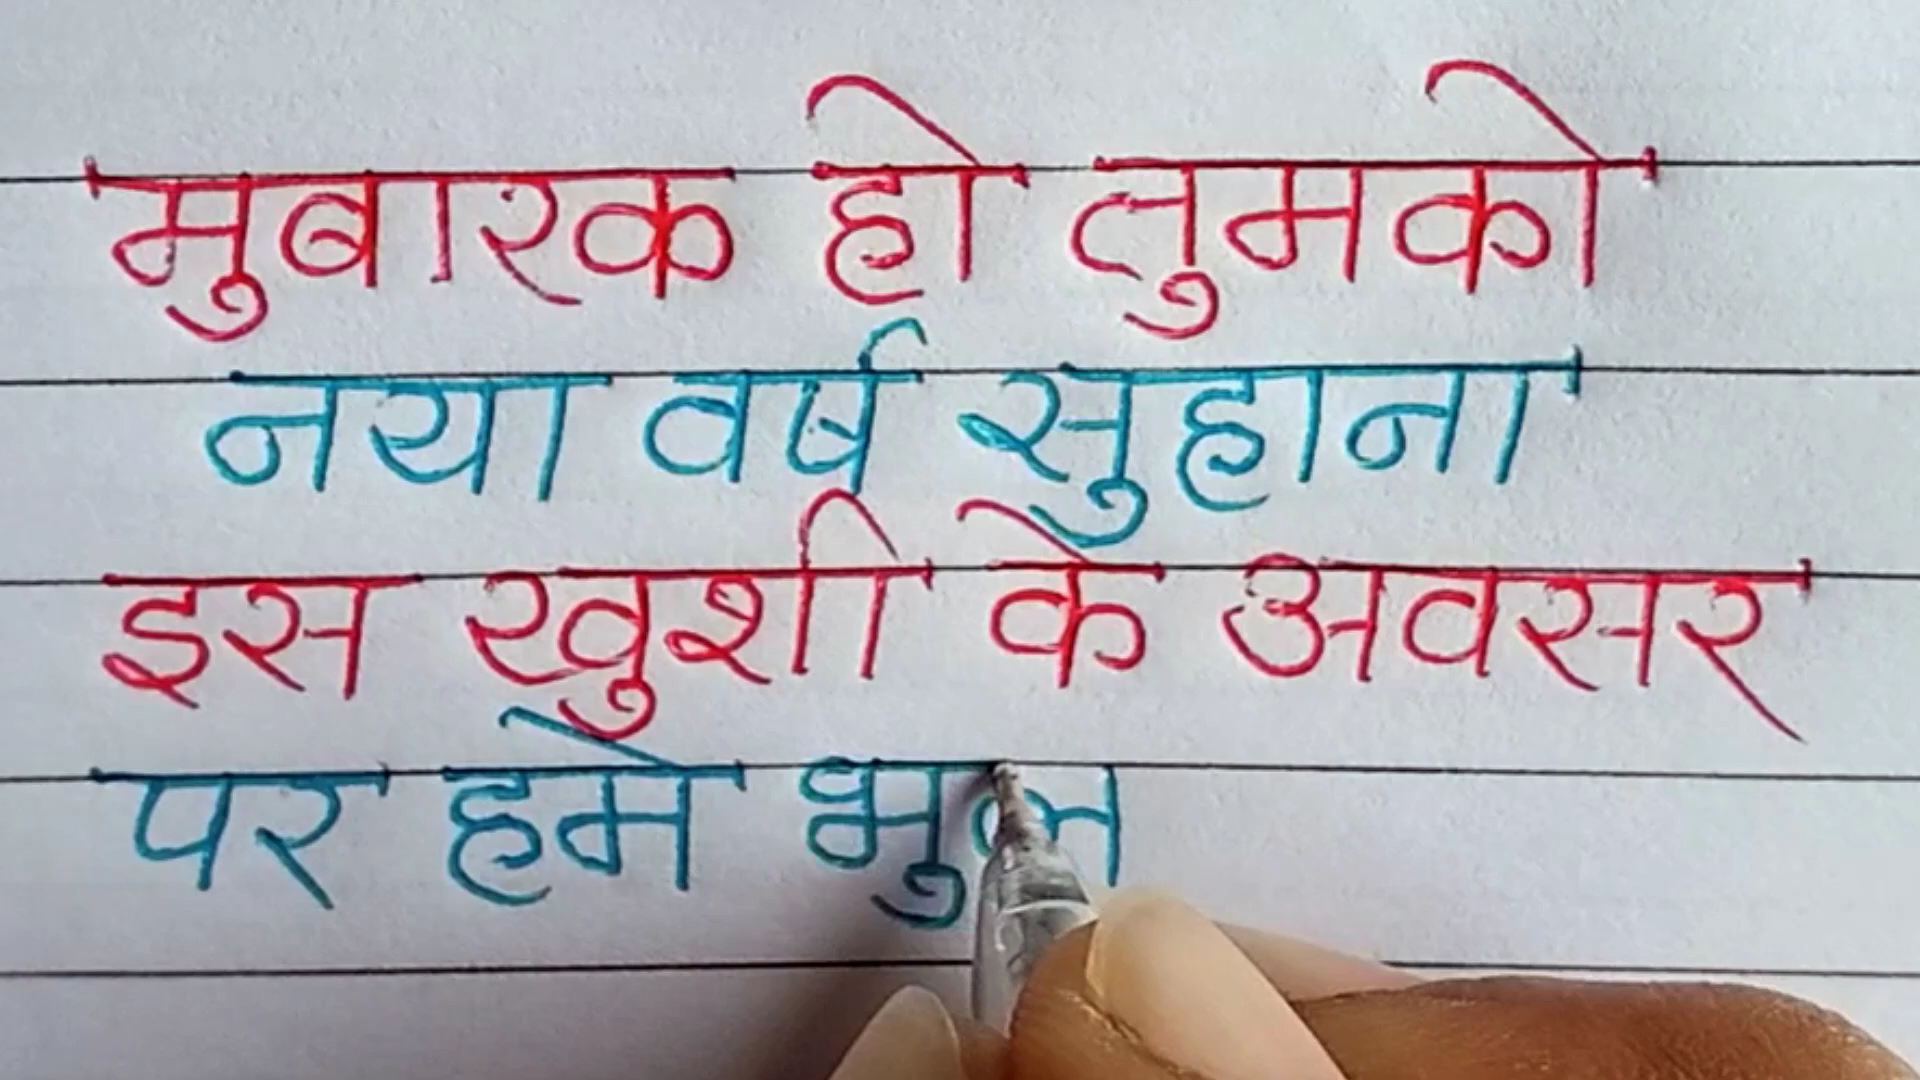 मुबारक हो तुमको
नया वर्ष सुहाना
इस खुशी के अवसर
पर हमे भुल